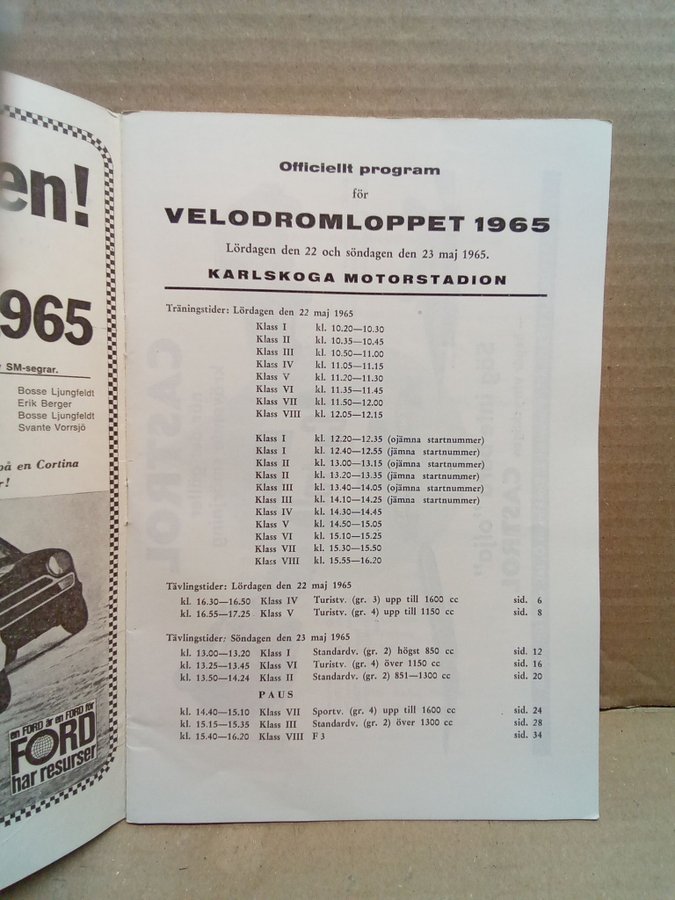 en!
965
SM-segrar.
Bosse Ljungfeldt
Erik Berger
Bosse Ljungfeldt
Svante Vorrsjö
på en Cortina
r!
en FORD är en FORD för
FORD
har resurser
Officiellt program
för
VELODROMLOPPET 1965
Lördagen den 22 och söndagen den 23 maj 1965.
KARLSKOGA MOTORSTADION
Träningstider: Lördagen den 22 maj 1965
Klass I kl. 10.20—10.30
Klass II kl. 10.35—10.45
Klass III kl. 10.50—11.00
Klass IV kl. 11.05—11.15
Klass V kl. 11.20—11.30
Klass VI kl. 11.35—11.45
Klass VII kl. 11.50—12.00
Klass VIII kl. 12.05—12.15
Klass I kl. 12.20—12.35 (ojämna startnummer)
Klass I kl. 12.40—12.55 (jämna startnummer)
Klass II kl. 13.00—13.15 (ojämna startnummer)
Klass II kl. 13.20—13.35 (jämna startnummer)
Klass III kl. 13.40—14.05 (ojämna startnummer)
Klass III kl. 14.10—14.25 (jämna startnummer)
Klass IV kl. 14.30—14.45
Klass V kl. 14.50—15.05
Klass VI kl. 15.10—15.25
Klass VII kl. 15.30—15.50
Klass VIII kl. 15.55—16.20
Tävlingstider: Lördagen den 22 maj 1965
kl. 16.30—16.50 Klass IV Turistv. (gr. 3) upp till 1600 cc sid. 6
kl. 16.55—17.25 Klass V Turistv. (gr. 4) upp till 1150 cc sid. 8
Tävlingstider: Söndagen den 23 maj 1965
kl. 13.00—13.20 Klass I Standardv. (gr. 2) högst 850 cc sid. 12
kl. 13.25—13.45 Klass VI Turistv. (gr. 4) över 1150 cc sid. 16
kl. 13.50—14.24 Klass II Standardv. (gr. 2) 851—1300 cc sid. 20
PAUS
kl. 14.40—15.10 Klass VII Sportv. (gr. 4) upp till 1600 cc sid. 24
kl. 15.15—15.35 Klass III Standardv. (gr. 2) över 1300 cc sid. 28
kl. 15.40—16.20 Klass VIII F 3 sid. 34